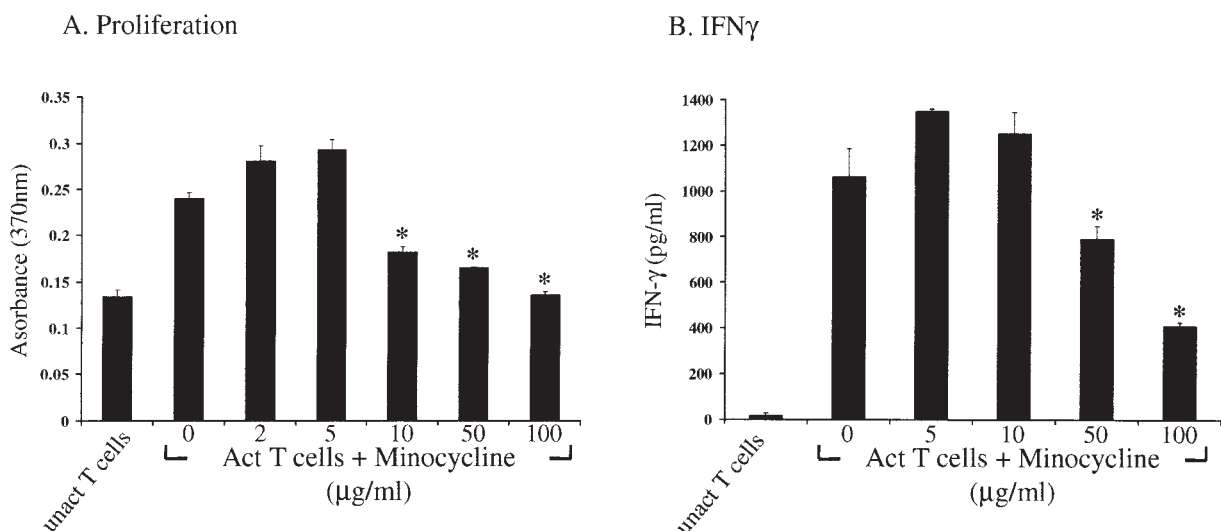 A. Proliferation
Asorbance (370nm)
0.35
0.3
0.25
0.2
0.15
0.1
0.05
0
*
*
*
unact T cells
0 2 5 10 50 100
Act T cells + Minocycline
(μg/ml)
B. IFNγ
IFN-γ (pg/ml)
1400
1200
1000
800
600
400
200
0
*
*
unact T cells
0 5 10 50 100
Act T cells + Minocycline
(μg/ml)